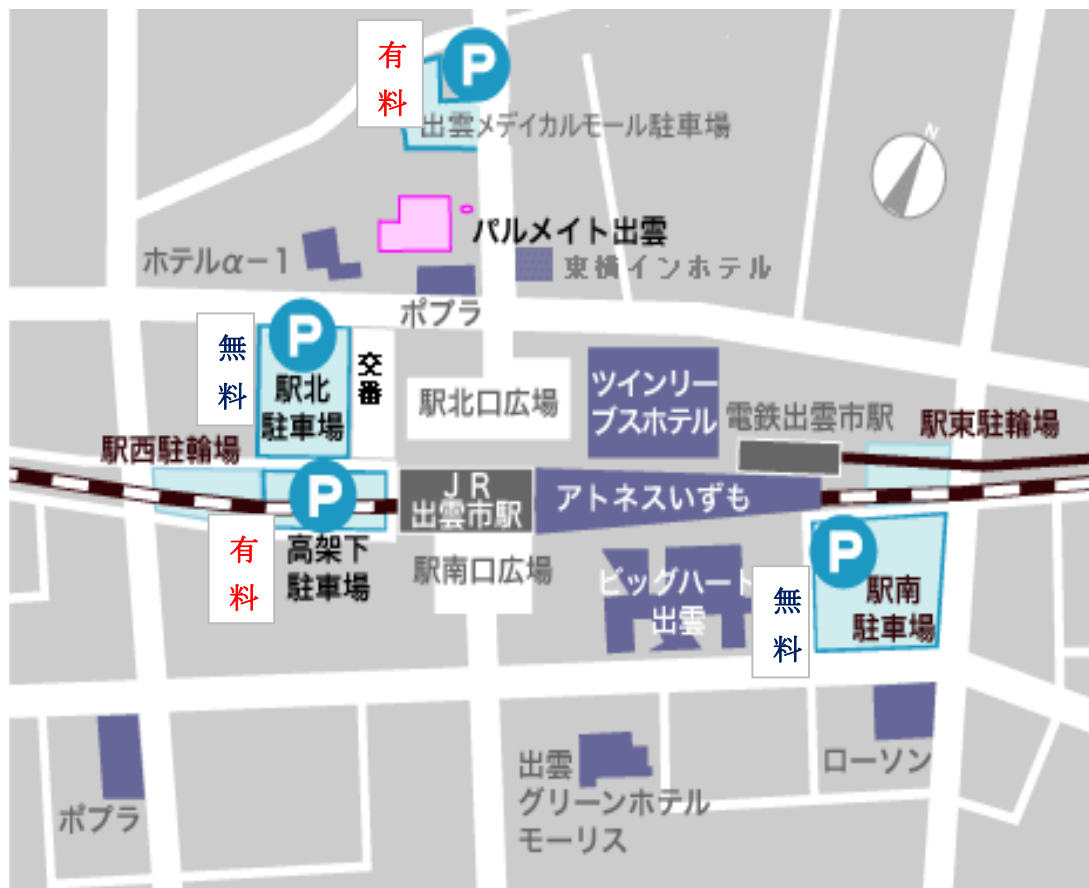 有
料
P
出雲メデイカルモール駐車場
N
パルメイト出雲
ホテルα－1
東横インホテル
ポプラ
無
料
P
駅北
駐車場
交
番
駅北口広場
ツインリー
ブスホテル
電鉄出雲市駅
駅東駐輪場
駅西駐輪場
P
ＪＲ
出雲市駅
アトネスいずも
有
料
高架下
駐車場
駅南口広場
ビッグハート
出雲
無
料
P
駅南
駐車場
ポプラ
出雲
グリーンホテル
モーリス
ローソン